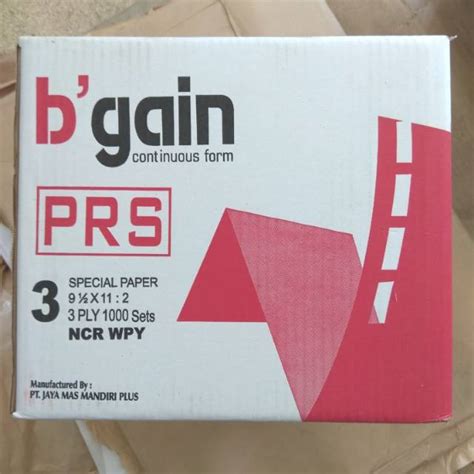 b'gain
continuous form
PRS
3
SPECIAL PAPER
9 ½ X 11 : 2
3 PLY 1000 Sets
NCR WPY
Manufactured By :
PT. JAYA MAS MANDIRI PLUS